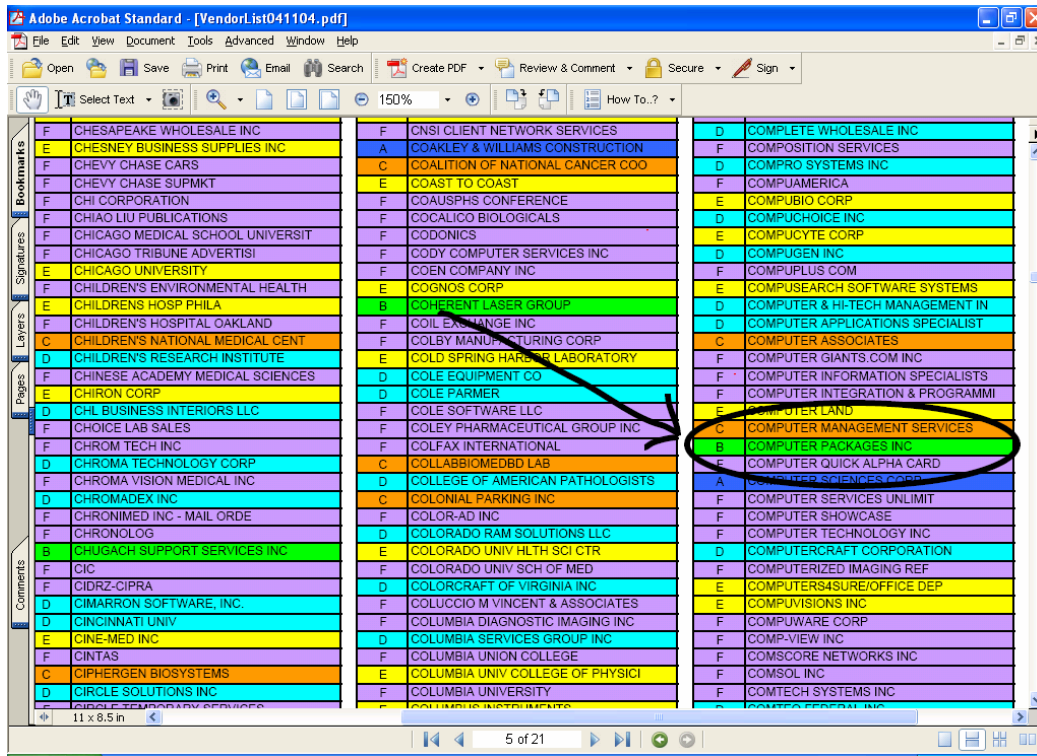 Adobe Acrobat Standard - [VendorList041104.pdf]
File Edit View Document Tools Advanced Window Help
Open Save Print Email Search Create PDF Review & Comment Secure Sign
Select Text 150% How To..?
Bookmarks
Signatures
Layers
Pages
Comments
F CHESAPEAKE WHOLESALE INC
E CHESNEY BUSINESS SUPPLIES INC
F CHEVY CHASE CARS
F CHEVY CHASE SUPMKT
F CHI CORPORATION
F CHIAO LIU PUBLICATIONS
F CHICAGO MEDICAL SCHOOL UNIVERSIT
F CHICAGO TRIBUNE ADVERTISI
E CHICAGO UNIVERSITY
F CHILDREN'S ENVIRONMENTAL HEALTH
E CHILDRENS HOSP PHILA
F CHILDREN'S HOSPITAL OAKLAND
C CHILDREN'S NATIONAL MEDICAL CENT
D CHILDREN'S RESEARCH INSTITUTE
F CHINESE ACADEMY MEDICAL SCIENCES
E CHIRON CORP
D CHL BUSINESS INTERIORS LLC
F CHOICE LAB SALES
F CHROM TECH INC
D CHROMA TECHNOLOGY CORP
F CHROMA VISION MEDICAL INC
D CHROMADEX INC
F CHRONIMED INC - MAIL ORDE
F CHRONOLOG
B CHUGACH SUPPORT SERVICES INC
F CIC
F CIDRZ-CIPRA
D CIMARRON SOFTWARE, INC.
D CINCINNATI UNIV
E CINE-MED INC
F CINTAS
C CIPHERGEN BIOSYSTEMS
D CIRCLE SOLUTIONS INC
F CIRCLE TEMPORARY SERVICES
F CNSI CLIENT NETWORK SERVICES
A COAKLEY & WILLIAMS CONSTRUCTION
C COALITION OF NATIONAL CANCER COO
E COAST TO COAST
F COAUSPHS CONFERENCE
F COCALICO BIOLOGICALS
F CODONICS
F CODY COMPUTER SERVICES INC
F COEN COMPANY INC
E COGNOS CORP
B COHERENT LASER GROUP
F COIL EXCHANGE INC
F COLBY MANUFACTURING CORP
E COLD SPRING HARBOR LABORATORY
D COLE EQUIPMENT CO
D COLE PARMER
F COLE SOFTWARE LLC
F COLEY PHARMACEUTICAL GROUP INC
F COLFAX INTERNATIONAL
C COLLABBIOMEDBD LAB
D COLLEGE OF AMERICAN PATHOLOGISTS
C COLONIAL PARKING INC
F COLOR-AD INC
D COLORADO RAM SOLUTIONS LLC
E COLORADO UNIV HLTH SCI CTR
F COLORADO UNIV SCH OF MED
D COLORCRAFT OF VIRGINIA INC
F COLUCCIO M VINCENT & ASSOCIATES
F COLUMBIA DIAGNOSTIC IMAGING INC
D COLUMBIA SERVICES GROUP INC
F COLUMBIA UNION COLLEGE
E COLUMBIA UNIV COLLEGE OF PHYSICI
F COLUMBIA UNIVERSITY
E COLUMBUS INSTRUMENTS
D COMPLETE WHOLESALE INC
F COMPOSITION SERVICES
D COMPRO SYSTEMS INC
F COMPUAMERICA
E COMPUBIO CORP
D COMPUCHOICE INC
E COMPUCYTE CORP
D COMPUGEN INC
F COMPUPLUS COM
E COMPUSEARCH SOFTWARE SYSTEMS
D COMPUTER & HI-TECH MANAGEMENT IN
D COMPUTER APPLICATIONS SPECIALIST
C COMPUTER ASSOCIATES
F COMPUTER GIANTS.COM INC
F COMPUTER INFORMATION SPECIALISTS
F COMPUTER INTEGRATION & PROGRAMMI
E COMPUTER LAND
C COMPUTER MANAGEMENT SERVICES
B COMPUTER PACKAGES INC
F COMPUTER QUICK ALPHA CARD
A COMPUTER SCIENCES CORP
F COMPUTER SERVICES UNLIMIT
F COMPUTER SHOWCASE
F COMPUTER TECHNOLOGY INC
D COMPUTERCRAFT CORPORATION
F COMPUTERIZED IMAGING REF
E COMPUTERS4SURE/OFFICE DEP
E COMPUVISIONS INC
F COMPUWARE CORP
F COMP-VIEW INC
F COMSCORE NETWORKS INC
F COMSOL INC
F COMTECH SYSTEMS INC
D COMTEQ FEDERAL INC
11 x 8.5 in
5 of 21